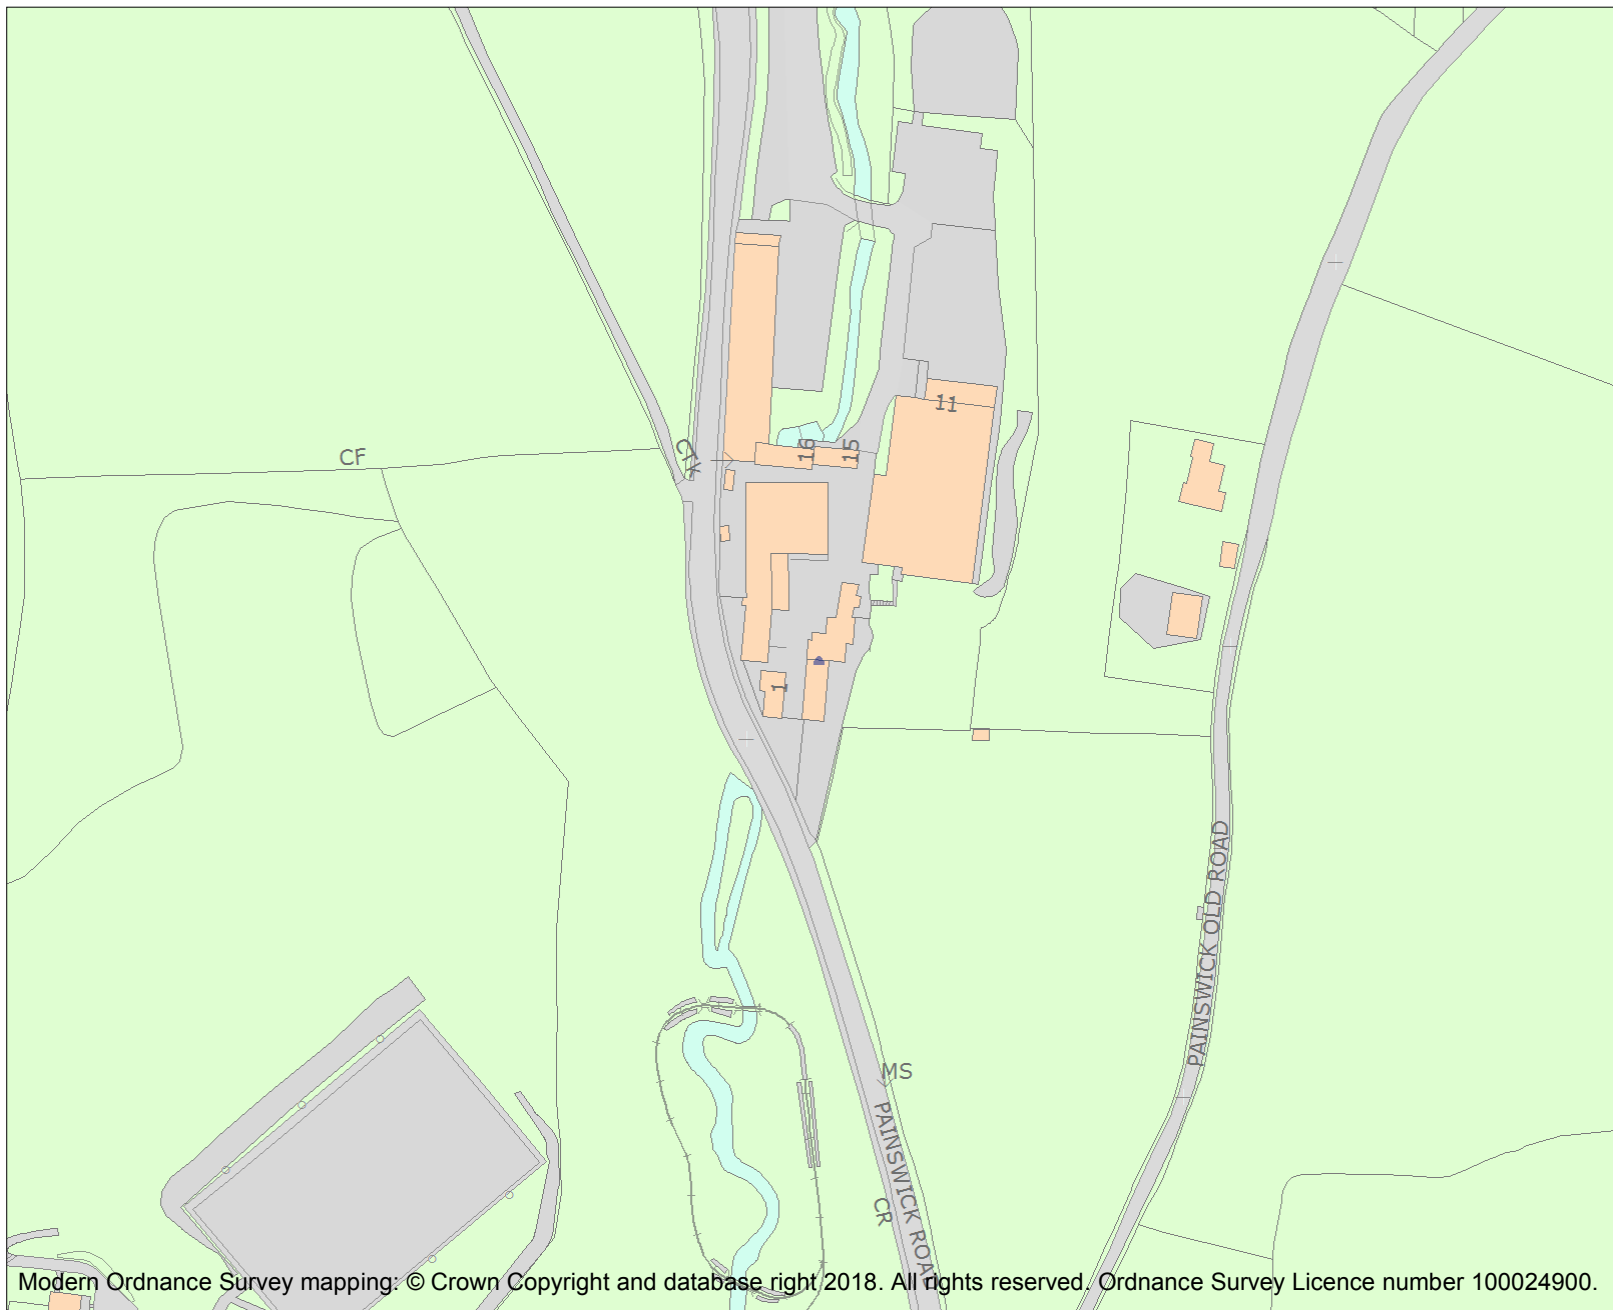 11
CF
CTV
16
15
1
PAINSWICK OLD ROAD
MS
PAINSWICK ROAD
CR
Modern Ordnance Survey mapping: © Crown Copyright and database right 2018. All rights reserved. Ordnance Survey Licence number 100024900.